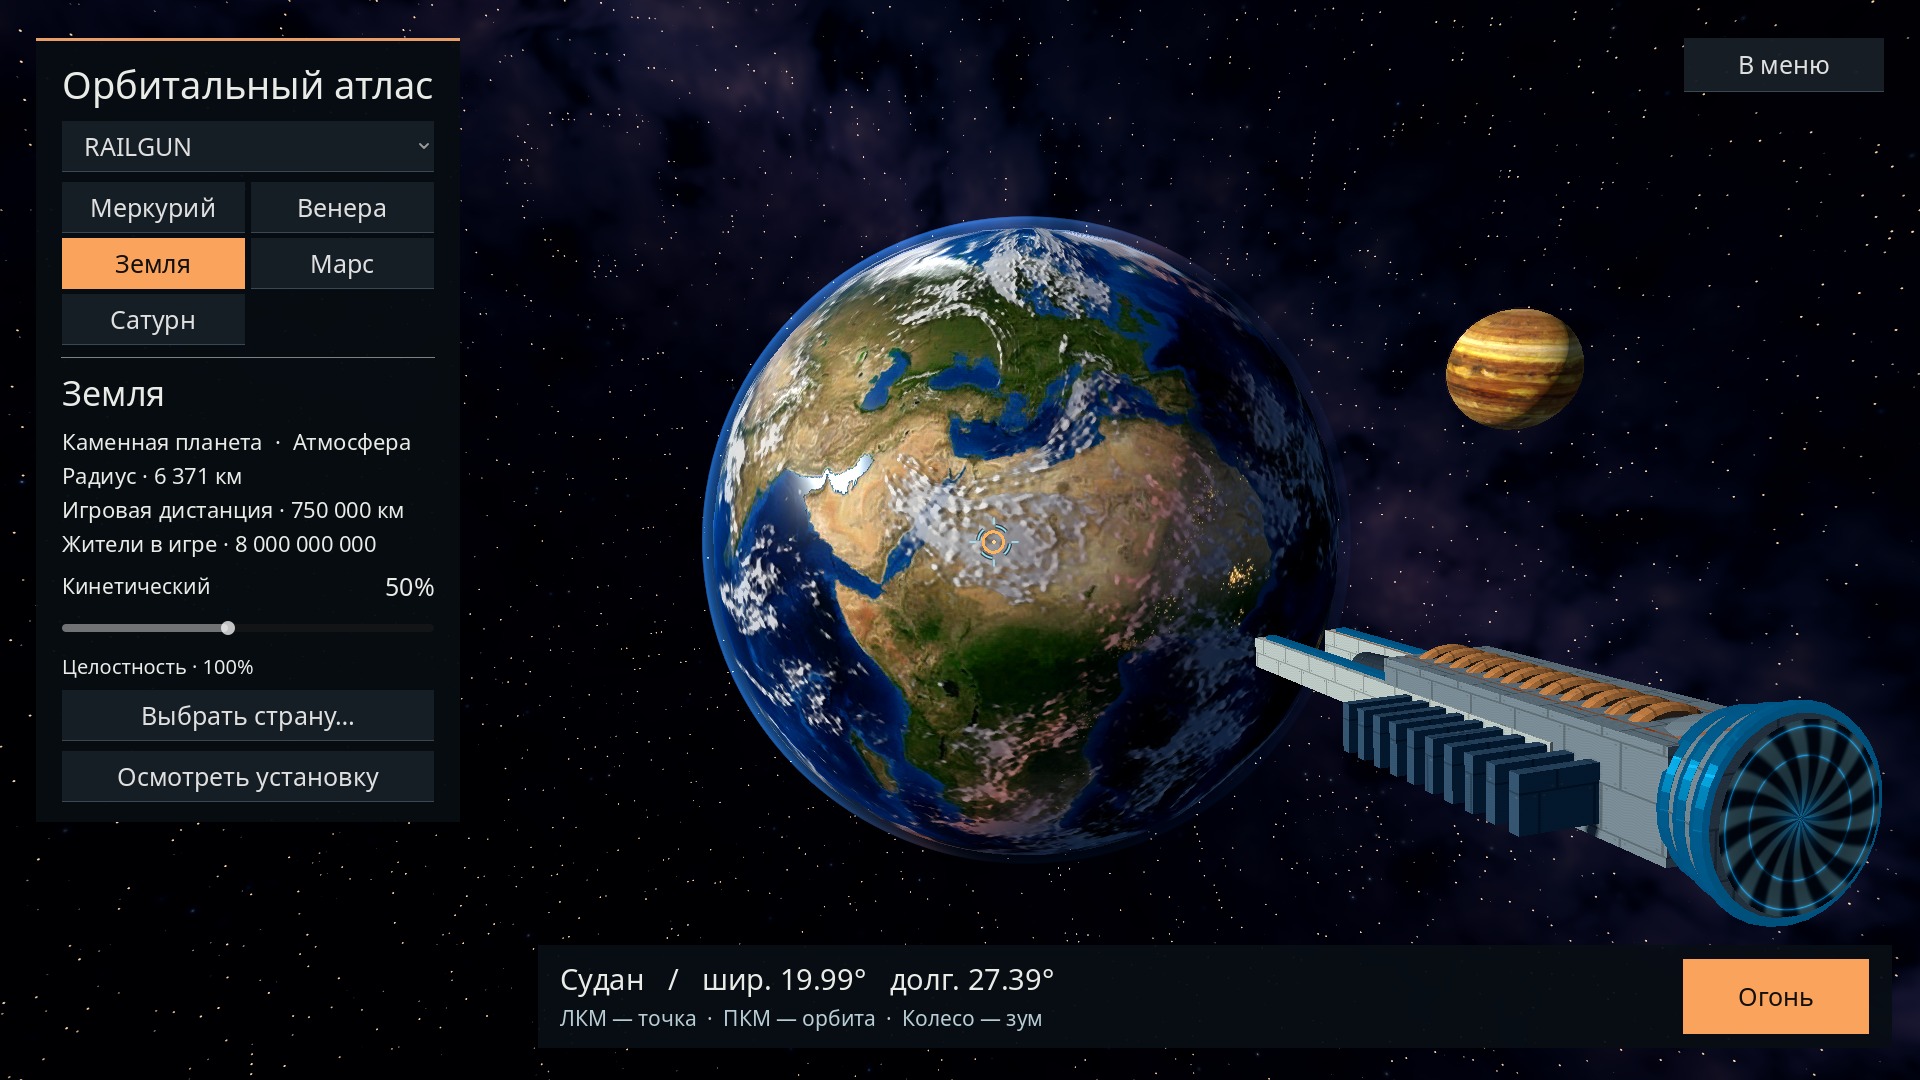 Орбитальный атлас
RAILGUN
Меркурий
Венера
Земля
Марс
Сатурн
Земля
Каменная планета · Атмосфера
Радиус · 6 371 км
Игровая дистанция · 750 000 км
Жители в игре · 8 000 000 000
Кинетический 50%
Целостность · 100%
Выбрать страну...
Осмотреть установку
В меню
Судан / шир. 19.99° долг. 27.39°
ЛКМ — точка · ПКМ — орбита · Колесо — зум
Огонь